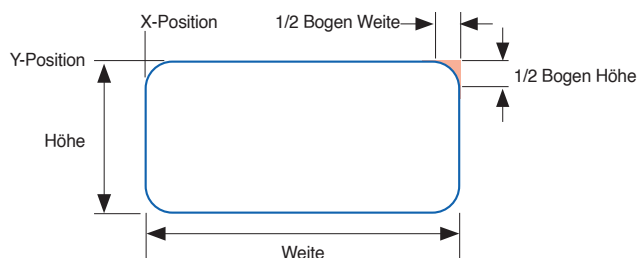 X-Position
1/2 Bogen Weite
Y-Position
1/2 Bogen Höhe
Höhe
Weite